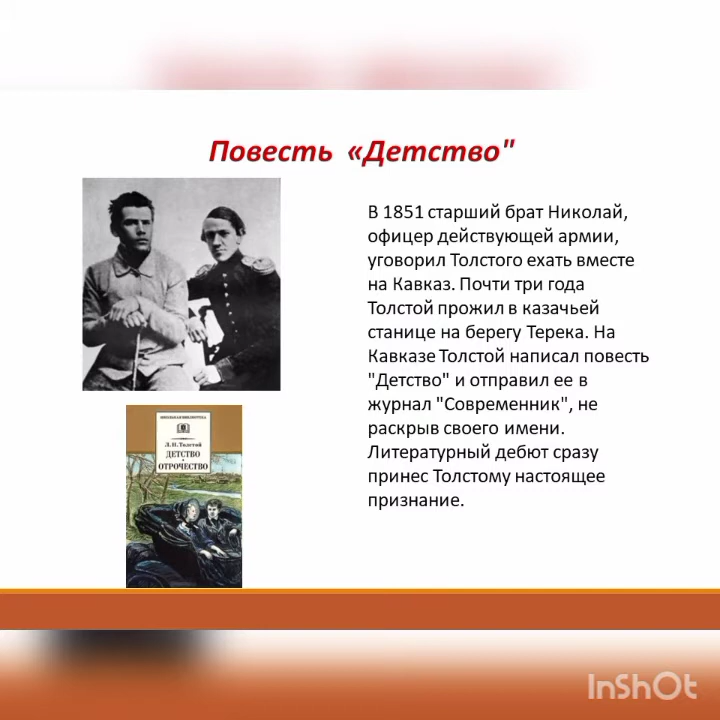 Повесть «Детство"
В 1851 старший брат Николай,
офицер действующей армии,
уговорил Толстого ехать вместе
на Кавказ. Почти три года
Толстой прожил в казачьей
станице на берегу Терека. На
Кавказе Толстой написал повесть
"Детство" и отправил ее в
журнал "Современник", не
раскрыв своего имени.
Литературный дебют сразу
принес Толстому настоящее
признание.
ШКОЛЬНАЯ БИБЛИОТЕКА
Л.Н.Толстой
ДЕТСТВО
ОТРОЧЕСТВО
InShOt